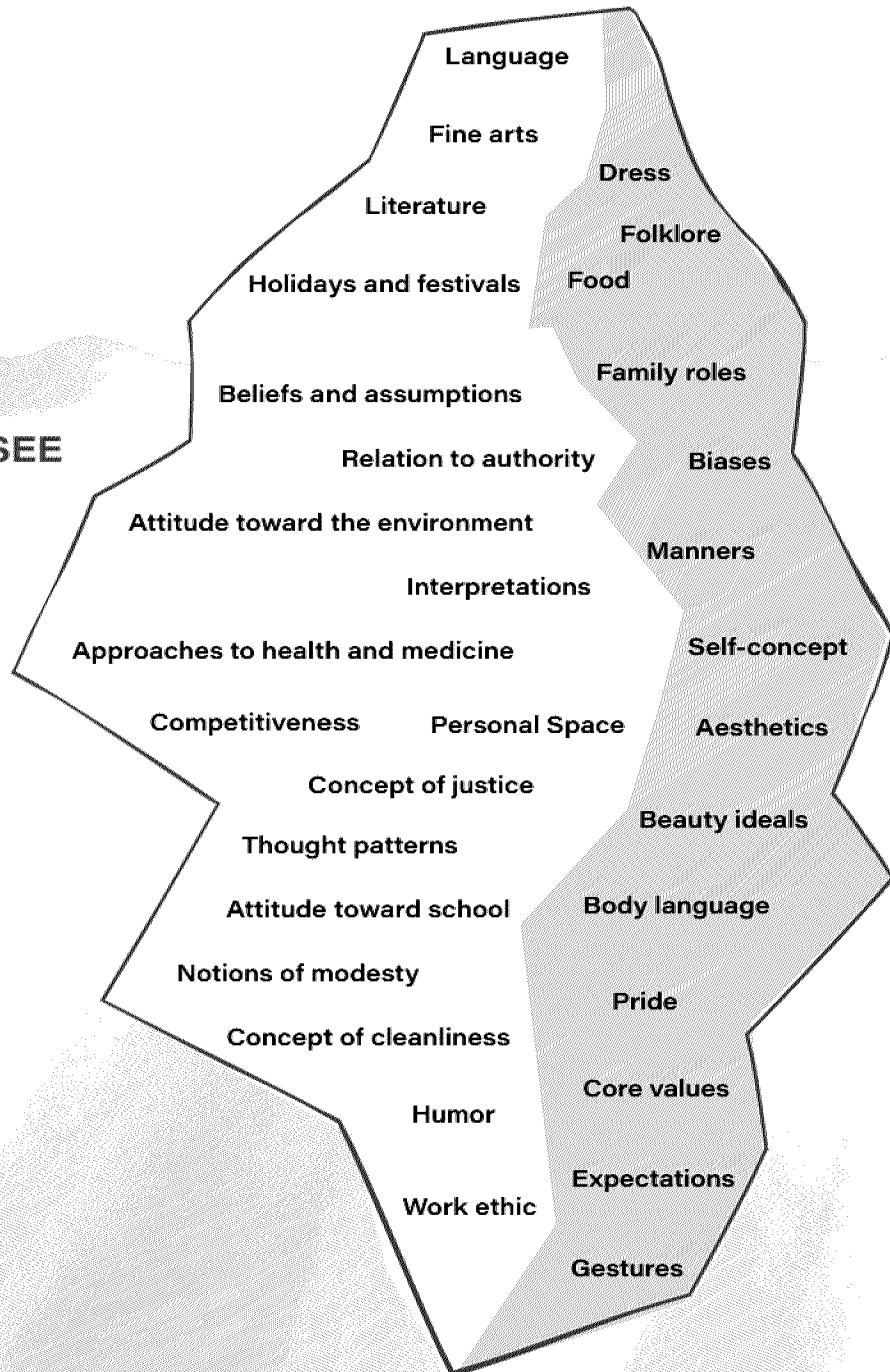 Language
Fine arts
Dress
Literature
Folklore
Holidays and festivals
Food
Family roles
Beliefs and assumptions
SEE
Relation to authority
Biases
Attitude toward the environment
Manners
Interpretations
Approaches to health and medicine
Self-concept
Competitiveness
Personal Space
Aesthetics
Concept of justice
Beauty ideals
Thought patterns
Attitude toward school
Body language
Notions of modesty
Pride
Concept of cleanliness
Core values
Humor
Expectations
Work ethic
Gestures